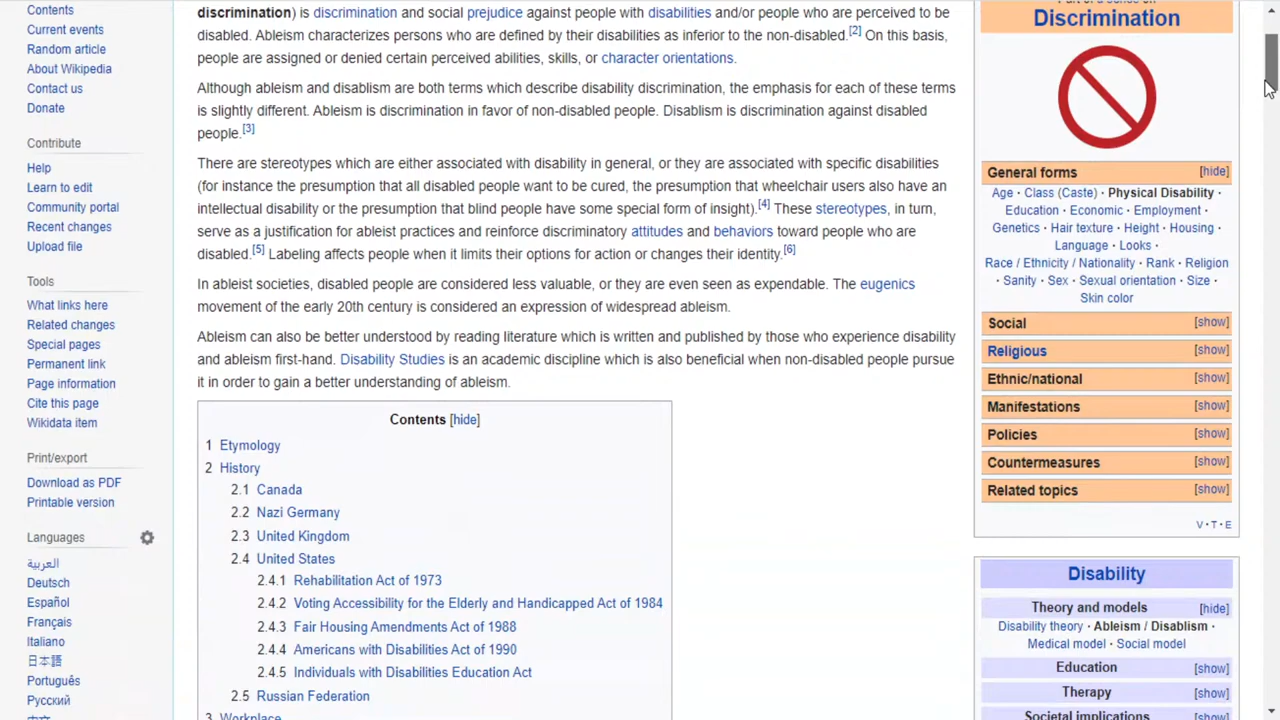 Contents
Current events
Random article
About Wikipedia
Contact us
Donate
Contribute
Help
Learn to edit
Community portal
Recent changes
Upload file
Tools
What links here
Related changes
Special pages
Permanent link
Page information
Cite this page
Wikidata item
Print/export
Download as PDF
Printable version
Languages
العربية
Deutsch
Español
Français
Italiano
日本語
Português
Русский
中文
discrimination) is discrimination and social prejudice against people with disabilities and/or people who are perceived to be
disabled. Ableism characterizes persons who are defined by their disabilities as inferior to the non-disabled.[2] On this basis,
people are assigned or denied certain perceived abilities, skills, or character orientations.
Although ableism and disablism are both terms which describe disability discrimination, the emphasis for each of these terms
is slightly different. Ableism is discrimination in favor of non-disabled people. Disablism is discrimination against disabled
people.[3]
There are stereotypes which are either associated with disability in general, or they are associated with specific disabilities
(for instance the presumption that all disabled people want to be cured, the presumption that wheelchair users also have an
intellectual disability or the presumption that blind people have some special form of insight).[4] These stereotypes, in turn,
serve as a justification for ableist practices and reinforce discriminatory attitudes and behaviors toward people who are
disabled.[5] Labeling affects people when it limits their options for action or changes their identity.[6]
In ableist societies, disabled people are considered less valuable, or they are even seen as expendable. The eugenics
movement of the early 20th century is considered an expression of widespread ableism.
Ableism can also be better understood by reading literature which is written and published by those who experience disability
and ableism first-hand. Disability Studies is an academic discipline which is also beneficial when non-disabled people pursue
it in order to gain a better understanding of ableism.
Contents [hide]
1 Etymology
2 History
2.1 Canada
2.2 Nazi Germany
2.3 United Kingdom
2.4 United States
2.4.1 Rehabilitation Act of 1973
2.4.2 Voting Accessibility for the Elderly and Handicapped Act of 1984
2.4.3 Fair Housing Amendments Act of 1988
2.4.4 Americans with Disabilities Act of 1990
2.4.5 Individuals with Disabilities Education Act
2.5 Russian Federation
3 Workplace
Part of a series on
Discrimination
General forms [hide]
Age · Class (Caste) · Physical Disability ·
Education · Economic · Employment ·
Genetics · Hair texture · Height · Housing ·
Language · Looks ·
Race / Ethnicity / Nationality · Rank · Religion
· Sanity · Sex · Sexual orientation · Size ·
Skin color
Social [show]
Religious [show]
Ethnic/national [show]
Manifestations [show]
Policies [show]
Countermeasures [show]
Related topics [show]
V · T · E
Disability
Theory and models [hide]
Disability theory · Ableism / Disablism ·
Medical model · Social model
Education [show]
Therapy [show]
Societal implications [show]